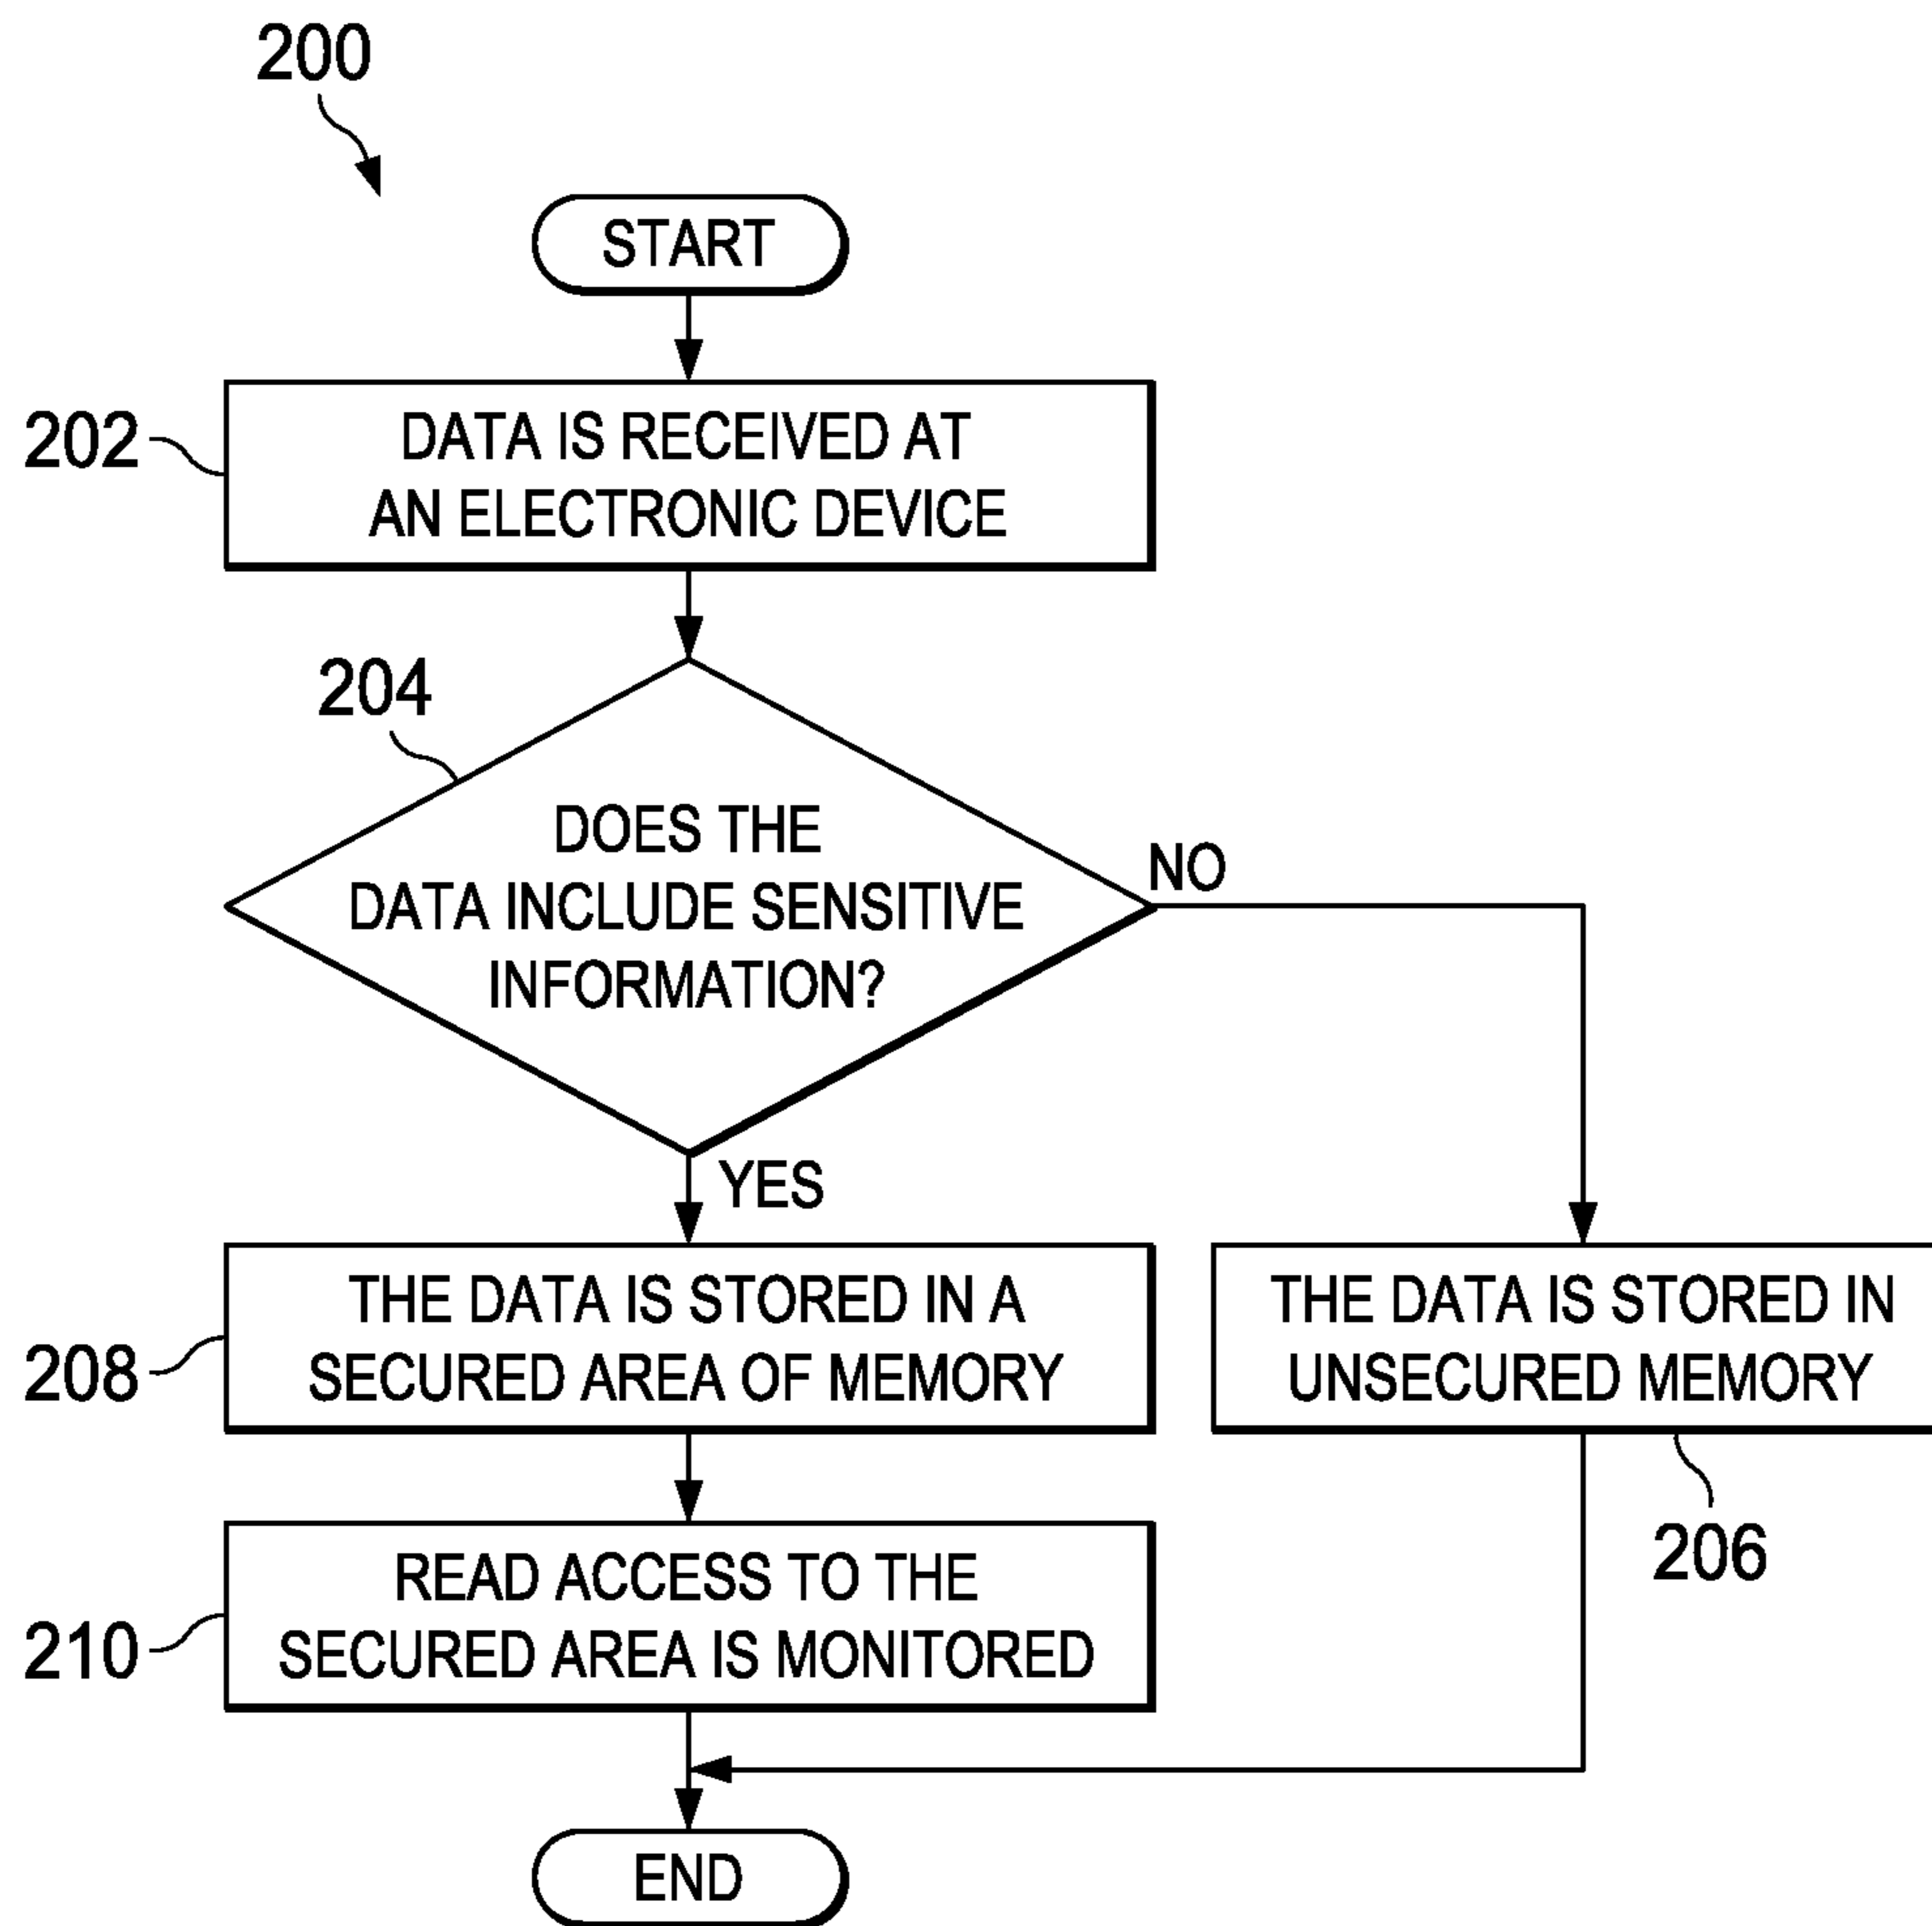 200
START
202
DATA IS RECEIVED AT
AN ELECTRONIC DEVICE
204
DOES THE
DATA INCLUDE SENSITIVE
INFORMATION?
NO
YES
208
THE DATA IS STORED IN A
SECURED AREA OF MEMORY
THE DATA IS STORED IN
UNSECURED MEMORY
206
210
READ ACCESS TO THE
SECURED AREA IS MONITORED
END